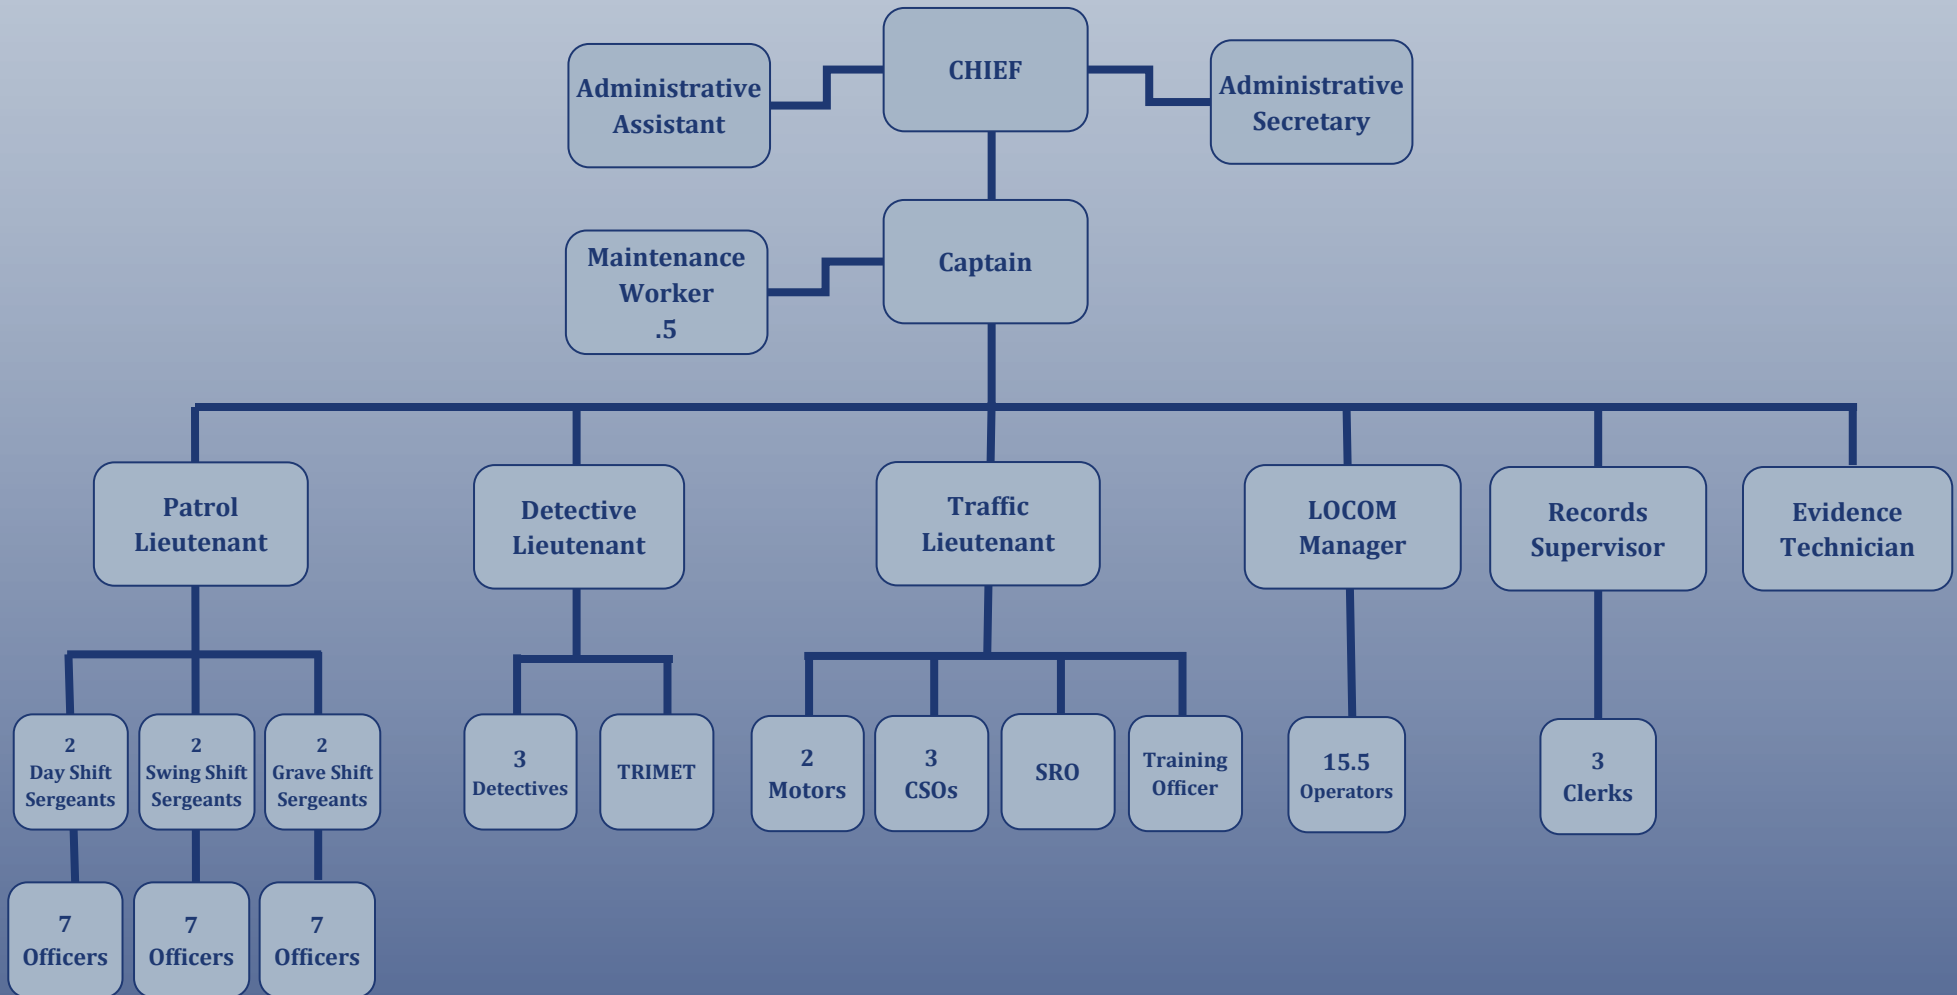 CHIEF
Administrative
Assistant
Administrative
Secretary
Captain
Maintenance
Worker
.5
Patrol
Lieutenant
Detective
Lieutenant
Traffic
Lieutenant
LOCOM
Manager
Records
Supervisor
Evidence
Technician
2
Day Shift
Sergeants
2
Swing Shift
Sergeants
2
Grave Shift
Sergeants
3
Detectives
TRIMET
2
Motors
3
CSOs
SRO
Training
Officer
15.5
Operators
3
Clerks
7
Officers
7
Officers
7
Officers